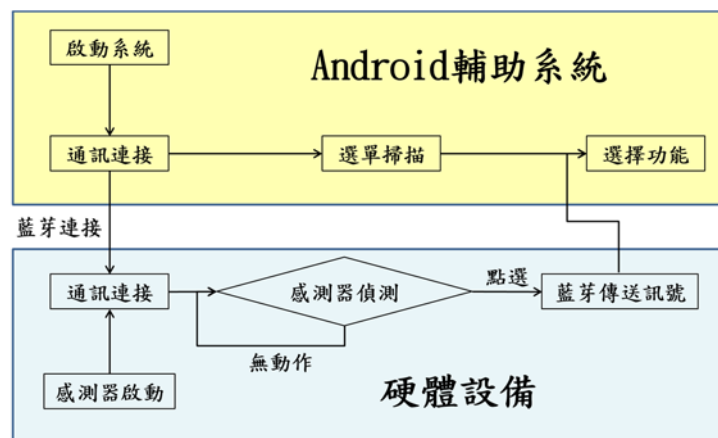 啟動系統
Android輔助系統
通訊連接
選單掃描
選擇功能
藍芽連接
通訊連接
感測器偵測
點選
藍芽傳送訊號
無動作
感測器啟動
硬體設備